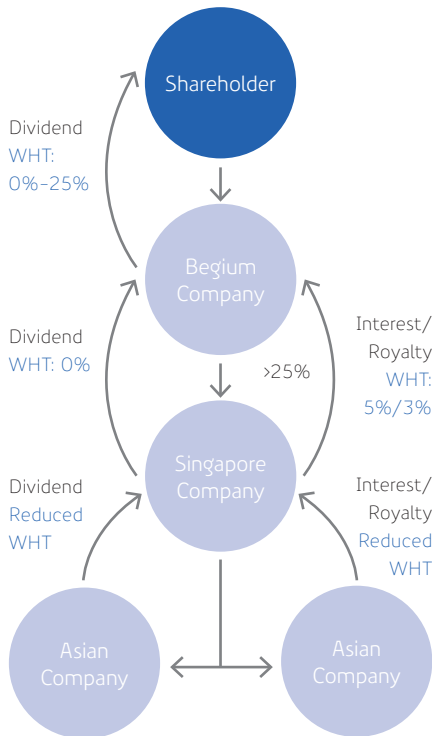 Shareholder
Dividend
WHT:
0%-25%
Begium
Company
Dividend
WHT: 0%
>25%
Interest/
Royalty
WHT:
5%/3%
Singapore
Company
Dividend
Reduced
WHT
Interest/
Royalty
Reduced
WHT
Asian
Company
Asian
Company